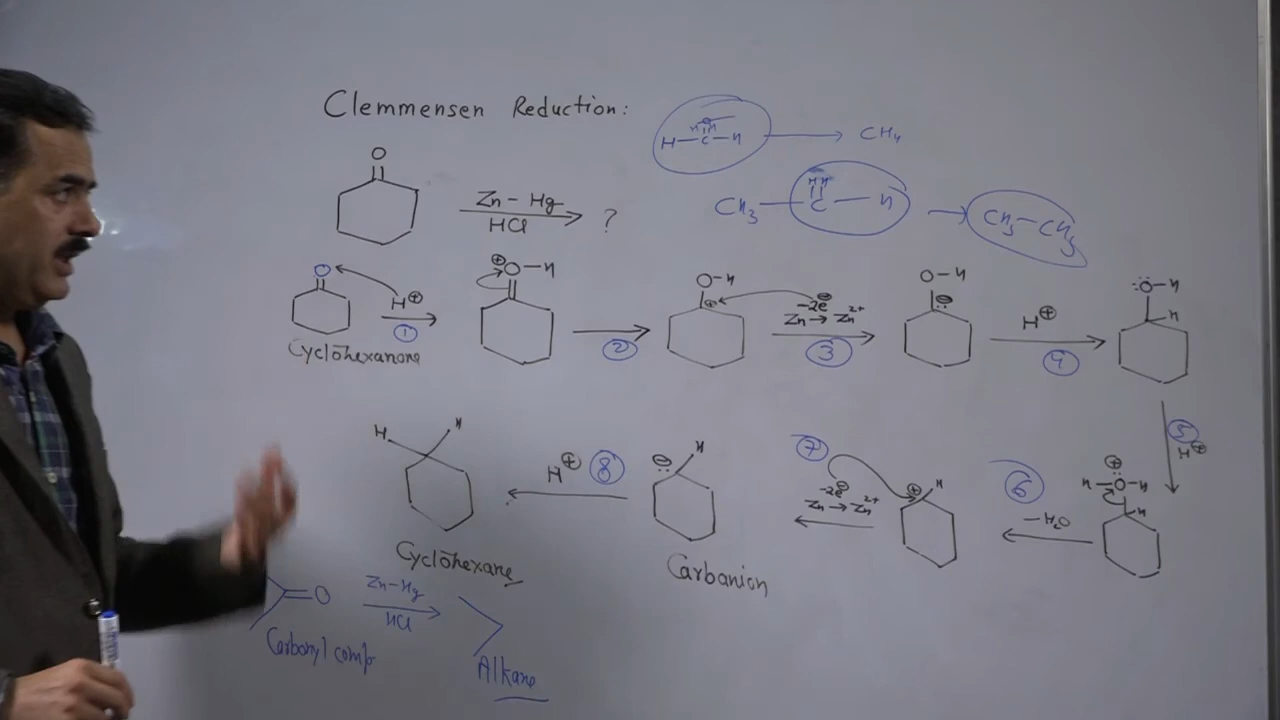 Clemmensen Reduction:
O
H
H H
H—C—H → CH4
O
Zn – Hg
HCl
?
H H
CH3—C—H → CH3—CH3
O
H⊕
①
Cyclohexanone
⊕
O—H
②
O—H
⊕
-2e⊖
Zn → Zn2+
③
O—H
⊖
H⊕
④
:Ö—H
H
⑤
H⊕
⊕
H—O—H
H
⑥
–H2O
⊕ H
⑦
-2e⊖
Zn → Zn2+
⊖ H
Carbanion
H⊕ ⑧
H H
Cyclohexane
O
Zn–Hg
HCl
Carbonyl comp
Alkane